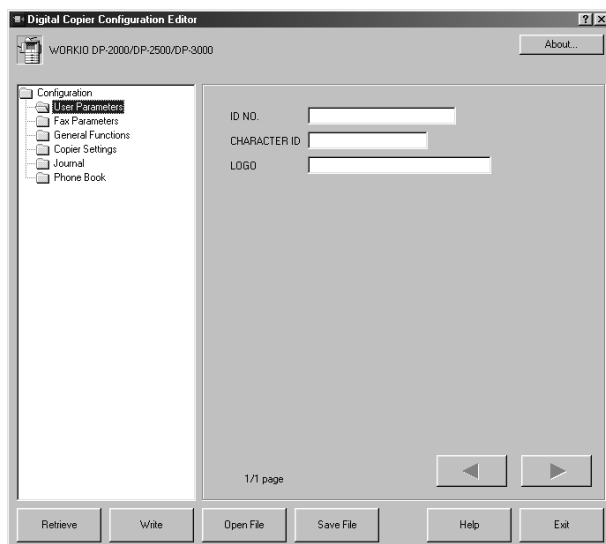 Digital Copier Configuration Editor
WORKIO DP-2000/DP-2500/DP-3000
About...
Configuration
User Parameters
Fax Parameters
General Functions
Copier Settings
Journal
Phone Book
ID NO.
CHARACTER ID
LOGO
1/1 page
Retrieve
Write
Open File
Save File
Help
Exit